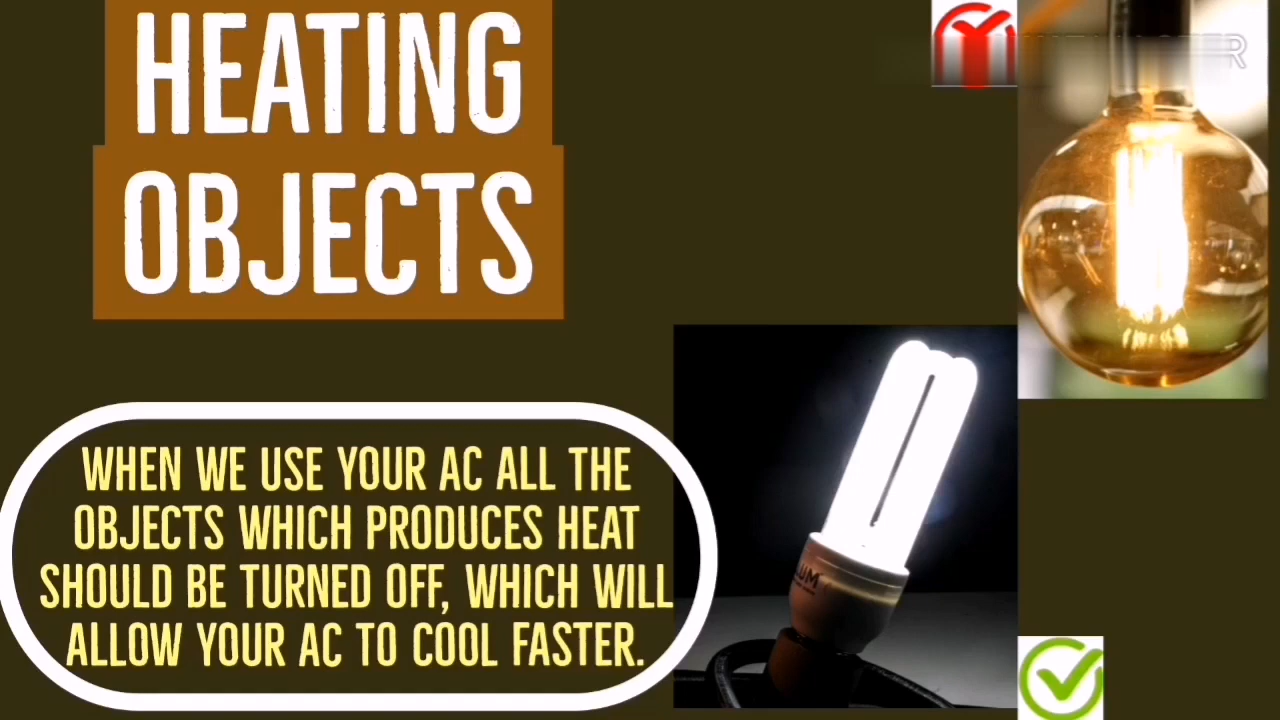 HEATING
OBJECTS
WHEN WE USE YOUR AC ALL THE
OBJECTS WHICH PRODUCES HEAT
SHOULD BE TURNED OFF, WHICH WILL
ALLOW YOUR AC TO COOL FASTER.